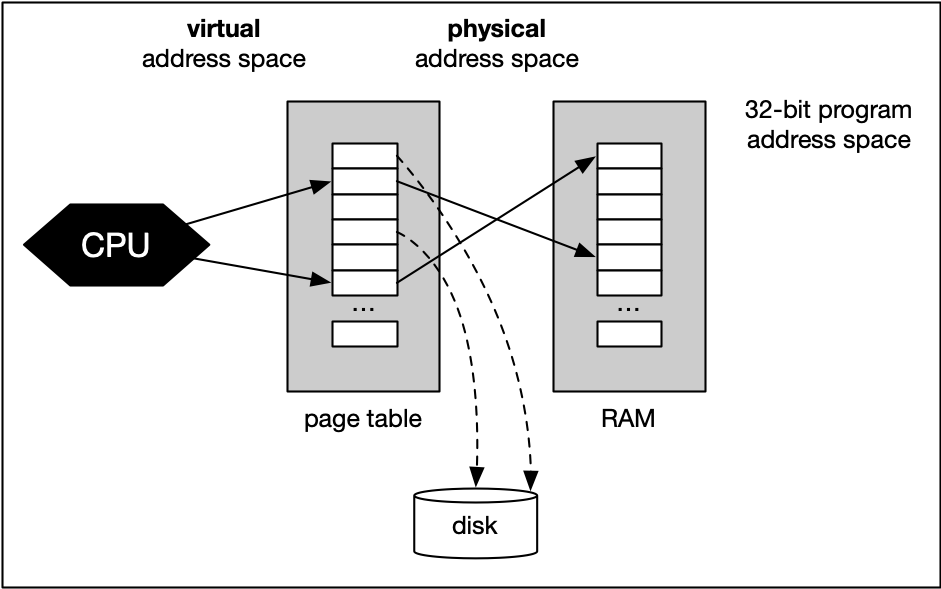 virtual
address space
physical
address space
32-bit program
address space
CPU
...
...
page table
RAM
disk